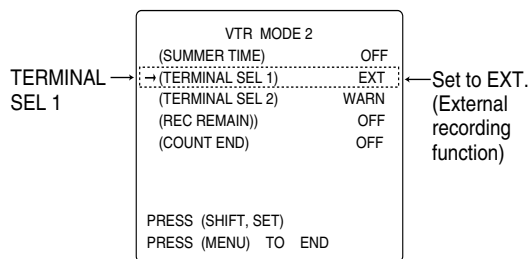 VTR MODE 2
(SUMMER TIME) OFF
TERMINAL SEL 1
→(TERMINAL SEL 1) EXT
Set to EXT. (External recording function)
(TERMINAL SEL 2) WARN
(REC REMAIN)) OFF
(COUNT END) OFF
PRESS (SHIFT, SET)
PRESS (MENU) TO END